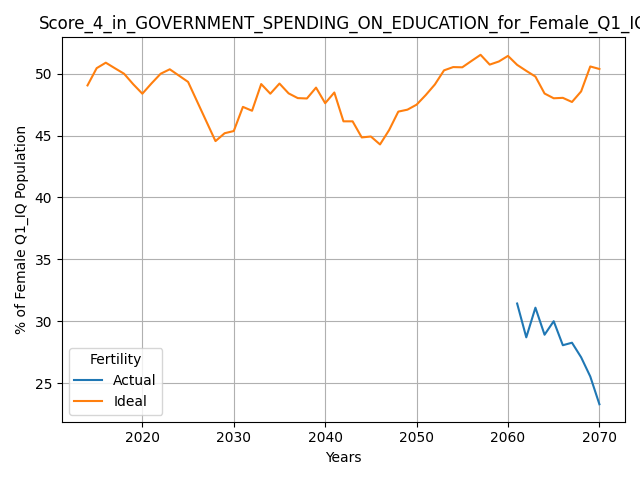 Score_4_in_GOVERNMENT_SPENDING_ON_EDUCATION_for_Female_Q1_IQ
% of Female Q1_IQ Population
50
45
40
35
30
25
Fertility
Actual
Ideal
2020 2030 2040 2050 2060 2070
Years